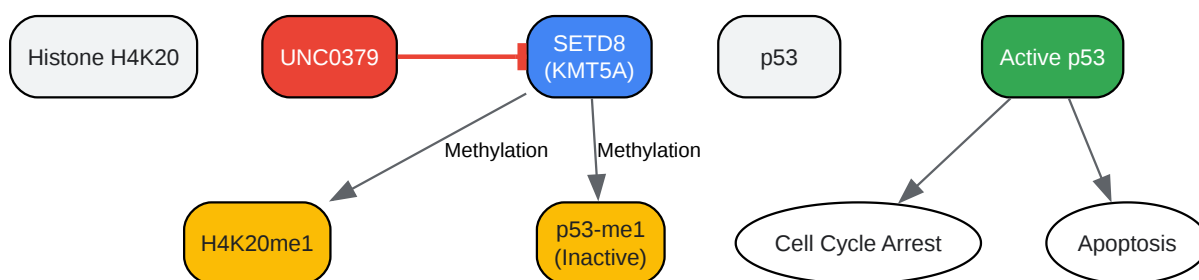 Histone H4K20
UNC0379
SETD8
(KMT5A)
p53
Active p53
Methylation
Methylation
H4K20me1
p53-me1
(Inactive)
Cell Cycle Arrest
Apoptosis